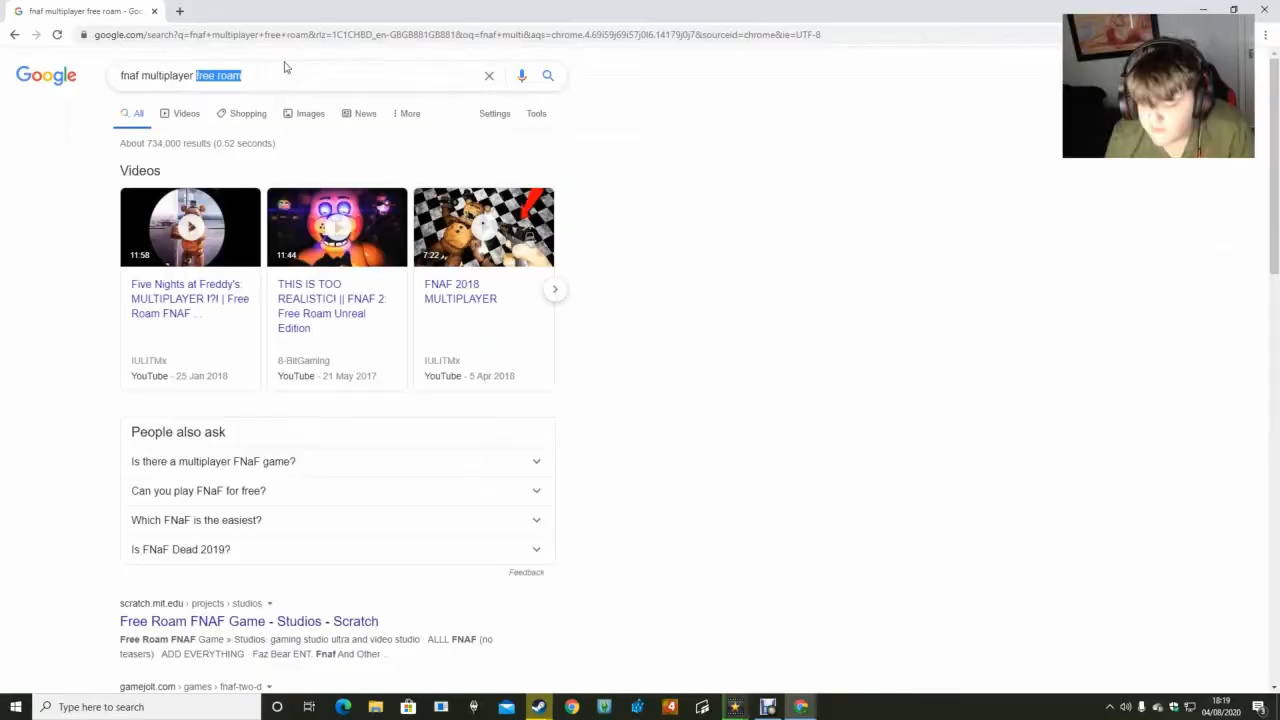 fnaf multiplayer free roam - Goo
google.com/search?q=fnaf+multiplayer+free+roam&rlz=1C1CHBD_en-GBGB881GB881&oq=fnaf+multi&aqs=chrome.4.69i59j69i57j0l6.14179j0j7&sourceid=chrome&ie=UTF-8
Google
fnaf multiplayer free roam
All Videos Shopping Images News More Settings Tools
About 734,000 results (0.52 seconds)
Videos
11:58 11:44 7:22
Five Nights at Freddy's: MULTIPLAYER !?! | Free Roam FNAF ...
IULITMx
YouTube - 25 Jan 2018
THIS IS TOO REALISTIC! || FNAF 2: Free Roam Unreal Edition
8-BitGaming
YouTube - 21 May 2017
FNAF 2018 MULTIPLAYER
IULITMx
YouTube - 5 Apr 2018
People also ask
Is there a multiplayer FNaF game?
Can you play FNaF for free?
Which FNaF is the easiest?
Is FNaF Dead 2019?
Feedback
scratch.mit.edu › projects › studios
Free Roam FNAF Game - Studios - Scratch
Free Roam FNAF Game » Studios. gaming studio ultra and video studio · ALLL FNAF (no
teasers) · ADD EVERYTHING · Faz Bear ENT. Fnaf And Other ...
gamejolt.com › games › fnaf-two-d
Type here to search
18:19
04/08/2020